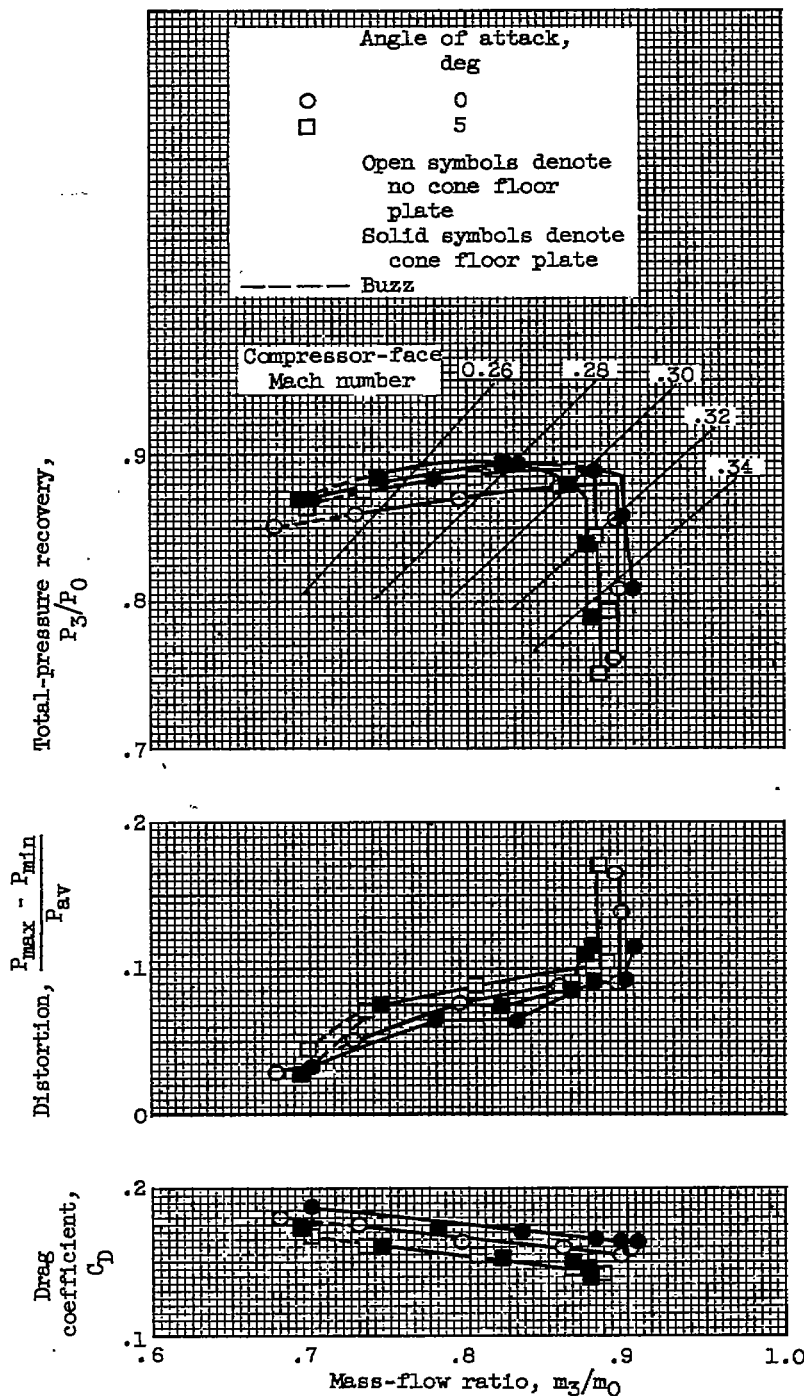 Angle of attack,
deg
0
5
Open symbols denote
no cone floor
plate
Solid symbols denote
cone floor plate
Buzz
Compressor-face
Mach number
0.26
.28
.30
.32
.34
Total-pressure recovery,
P3/P0
.9
.8
.7
Distortion, Pmax - Pmin
Pav
.2
.1
0
Drag
coefficient,
CD
.2
.1
.6
.7
.8
.9
1.0
Mass-flow ratio, m3/m0